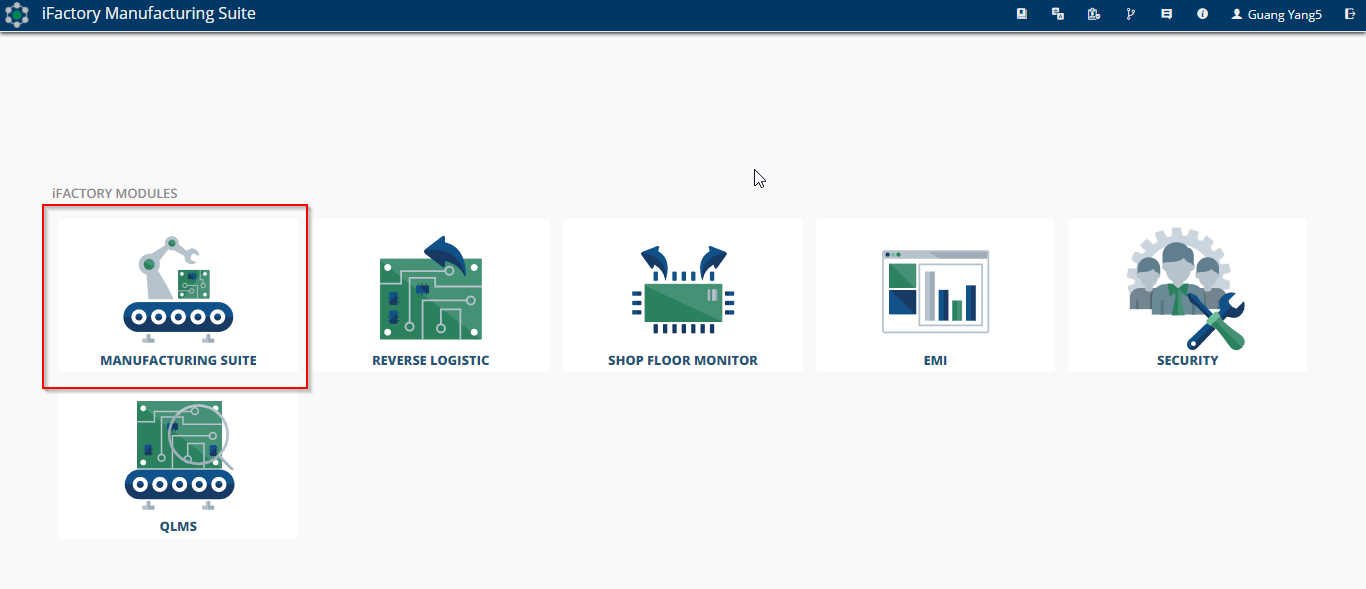 iFactory Manufacturing Suite
Guang Yang5
iFACTORY MODULES
MANUFACTURING SUITE
REVERSE LOGISTIC
SHOP FLOOR MONITOR
EMI
SECURITY
QLMS